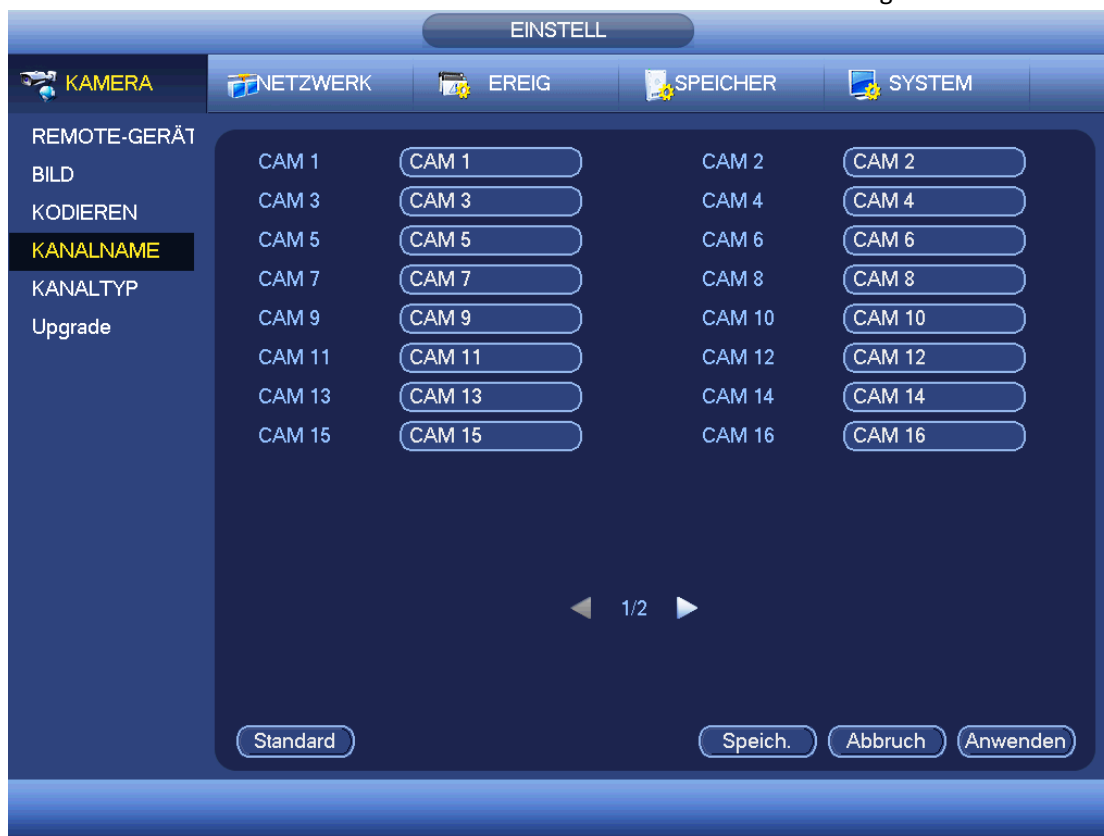 EINSTELL
KAMERA NETZWERK EREIG SPEICHER SYSTEM
REMOTE-GERÄT
BILD
KODIEREN
KANALNAME
KANALTYP
Upgrade
CAM 1 CAM 1 CAM 2 CAM 2
CAM 3 CAM 3 CAM 4 CAM 4
CAM 5 CAM 5 CAM 6 CAM 6
CAM 7 CAM 7 CAM 8 CAM 8
CAM 9 CAM 9 CAM 10 CAM 10
CAM 11 CAM 11 CAM 12 CAM 12
CAM 13 CAM 13 CAM 14 CAM 14
CAM 15 CAM 15 CAM 16 CAM 16
1/2
Standard Speich. Abbruch Anwenden